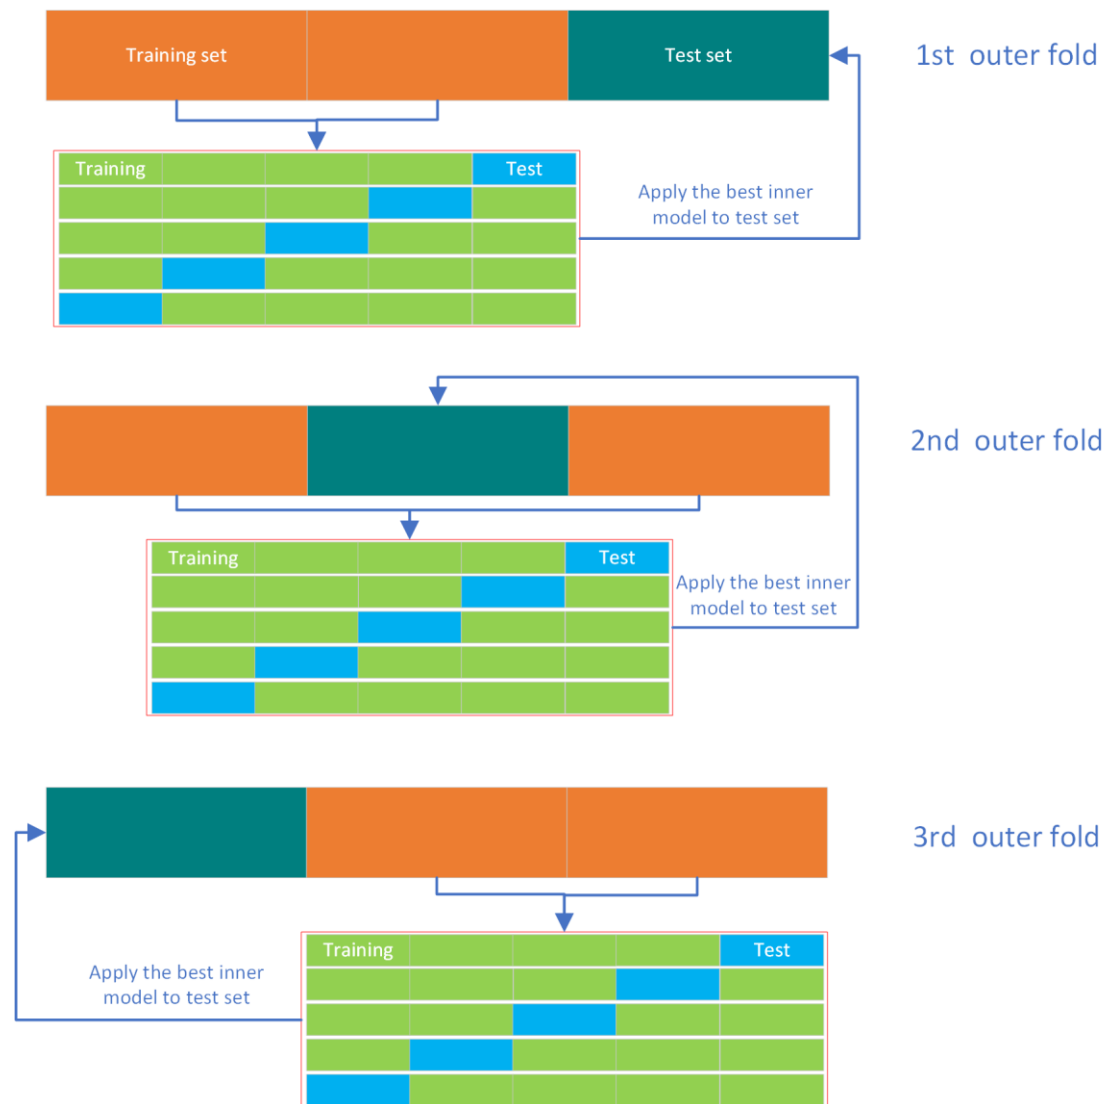 Training set
Test set
1st outer fold
Training
Test
Apply the best inner
model to test set
2nd outer fold
Training
Test
Apply the best inner
model to test set
3rd outer fold
Training
Test
Apply the best inner
model to test set